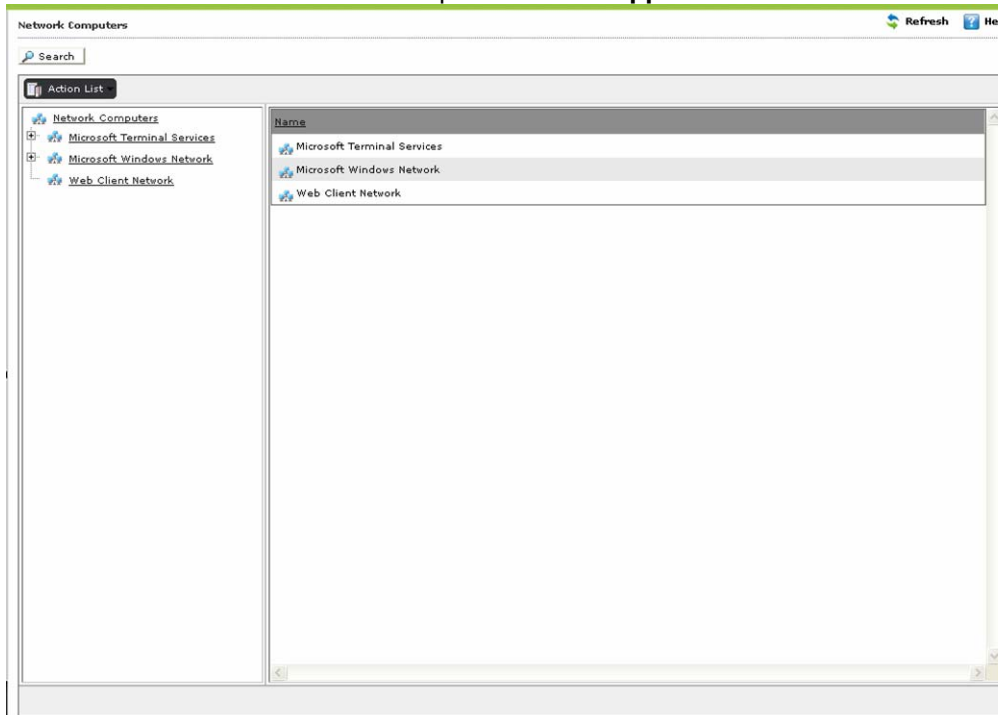 Network Computers
Refresh
He
Search
Action List
Network Computers
Microsoft Terminal Services
Microsoft Windows Network
Web Client Network
Name
Microsoft Terminal Services
Microsoft Windows Network
Web Client Network